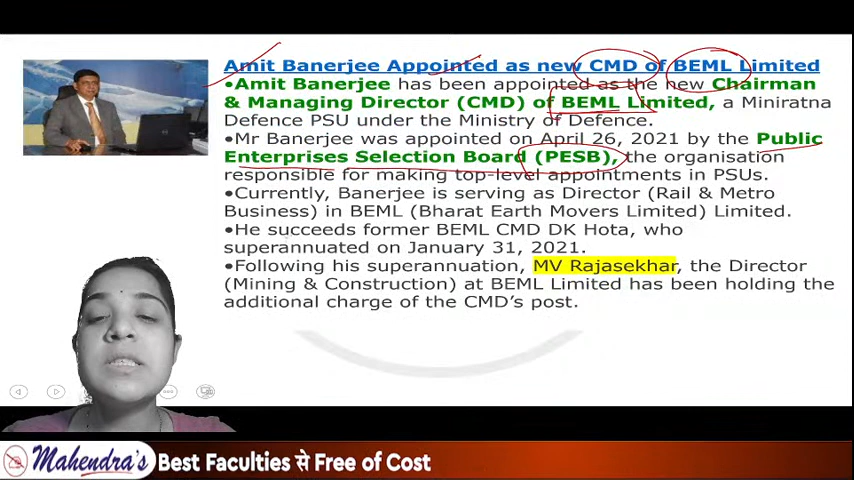 Amit Banerjee Appointed as new CMD of BEML Limited
•Amit Banerjee has been appointed as the new Chairman
& Managing Director (CMD) of BEML Limited, a Miniratna
Defence PSU under the Ministry of Defence.
•Mr Banerjee was appointed on April 26, 2021 by the Public
Enterprises Selection Board (PESB), the organisation
responsible for making top-level appointments in PSUs.
•Currently, Banerjee is serving as Director (Rail & Metro
Business) in BEML (Bharat Earth Movers Limited) Limited.
•He succeeds former BEML CMD DK Hota, who
superannuated on January 31, 2021.
•Following his superannuation, MV Rajasekhar, the Director
(Mining & Construction) at BEML Limited has been holding the
additional charge of the CMD's post.
Mahendra's Best Faculties से Free of Cost